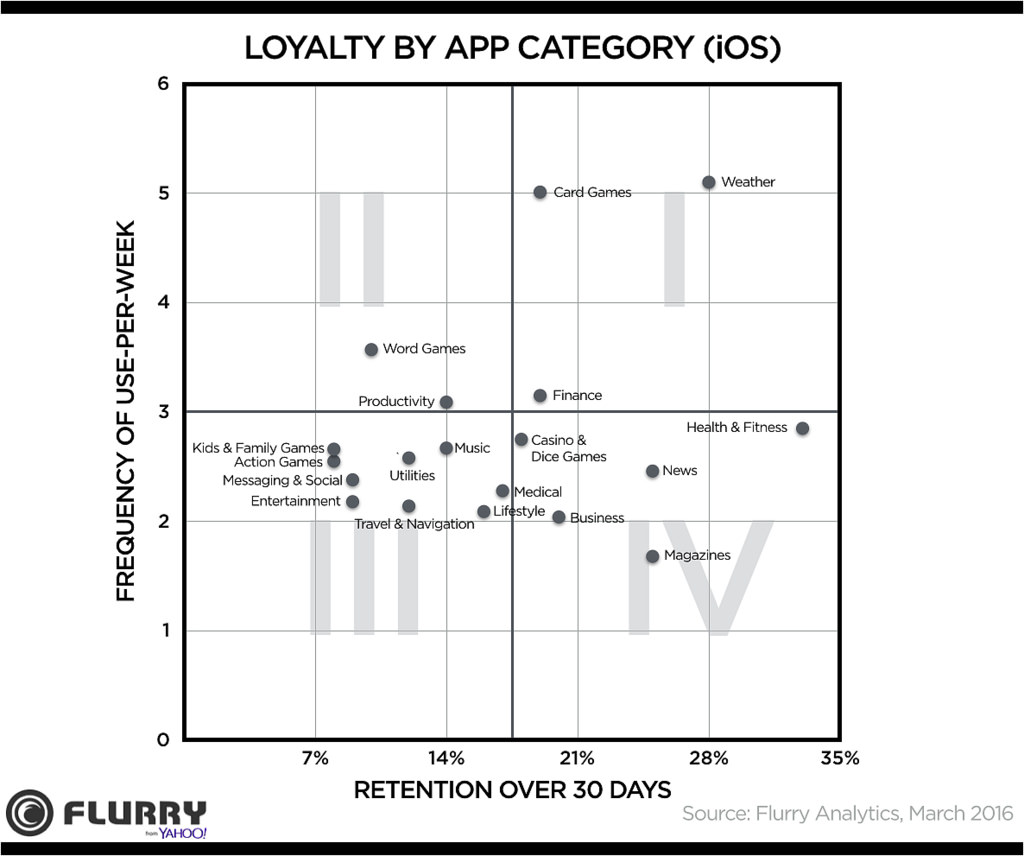 LOYALTY BY APP CATEGORY (iOS)
6
5
4
3
2
1
0
FREQUENCY OF USE-PER-WEEK
II
I
III
IV
Weather
Card Games
Word Games
Finance
Productivity
Health & Fitness
Kids & Family Games
Music
Casino &
Dice Games
Action Games
Utilities
News
Messaging & Social
Medical
Entertainment
Lifestyle
Travel & Navigation
Business
Magazines
7%
14%
21%
28%
35%
RETENTION OVER 30 DAYS
FLURRY
from YAHOO!
Source: Flurry Analytics, March 2016